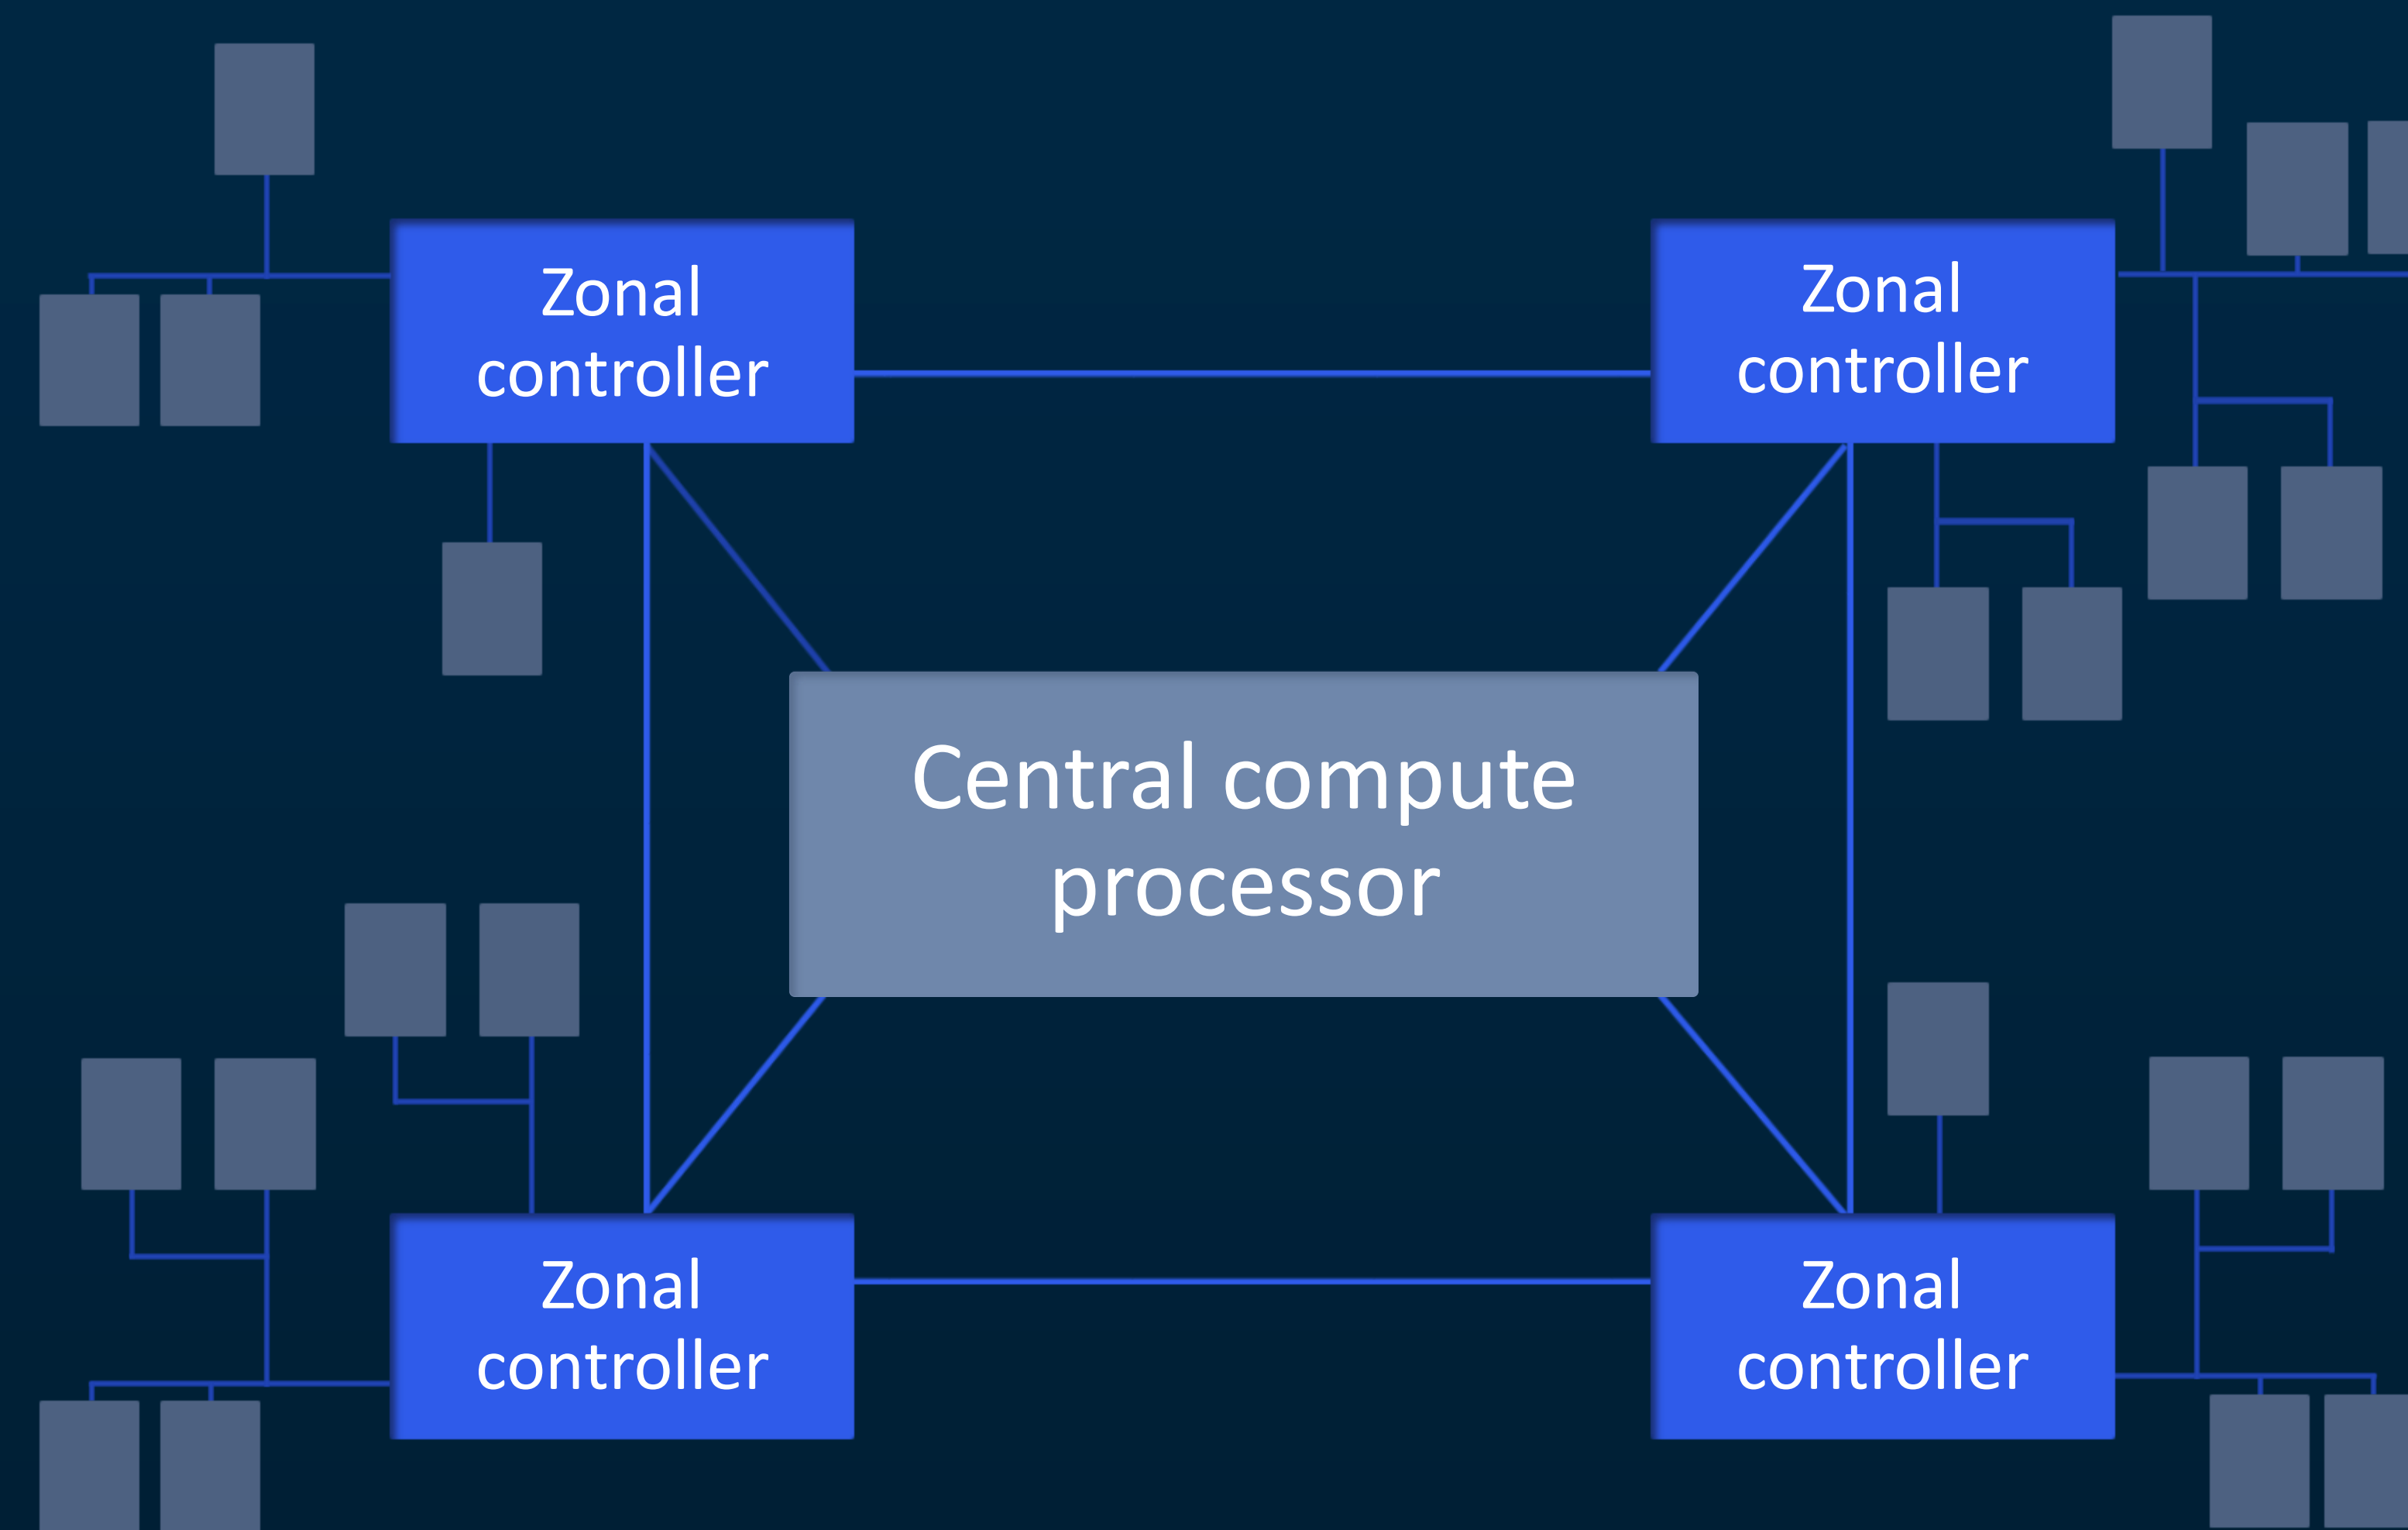 Zonal
controller
Zonal
controller
Central compute
processor
Zonal
controller
Zonal
controller